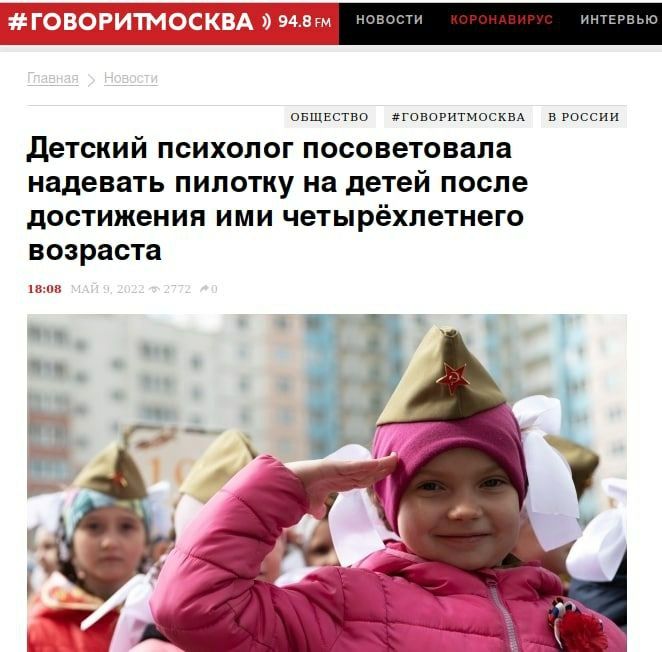 #ГОВОРИТМОСКВА 94.8 FM НОВОСТИ КОРОНАВИРУС ИНТЕРВЬЮ
Главная > Новости
ОБЩЕСТВО #ГОВОРИТМОСКВА В РОССИИ
Детский психолог посоветовала
надевать пилотку на детей после
достижения ими четырёхлетнего
возраста
18:08 МАЙ 9, 2022 2772 0